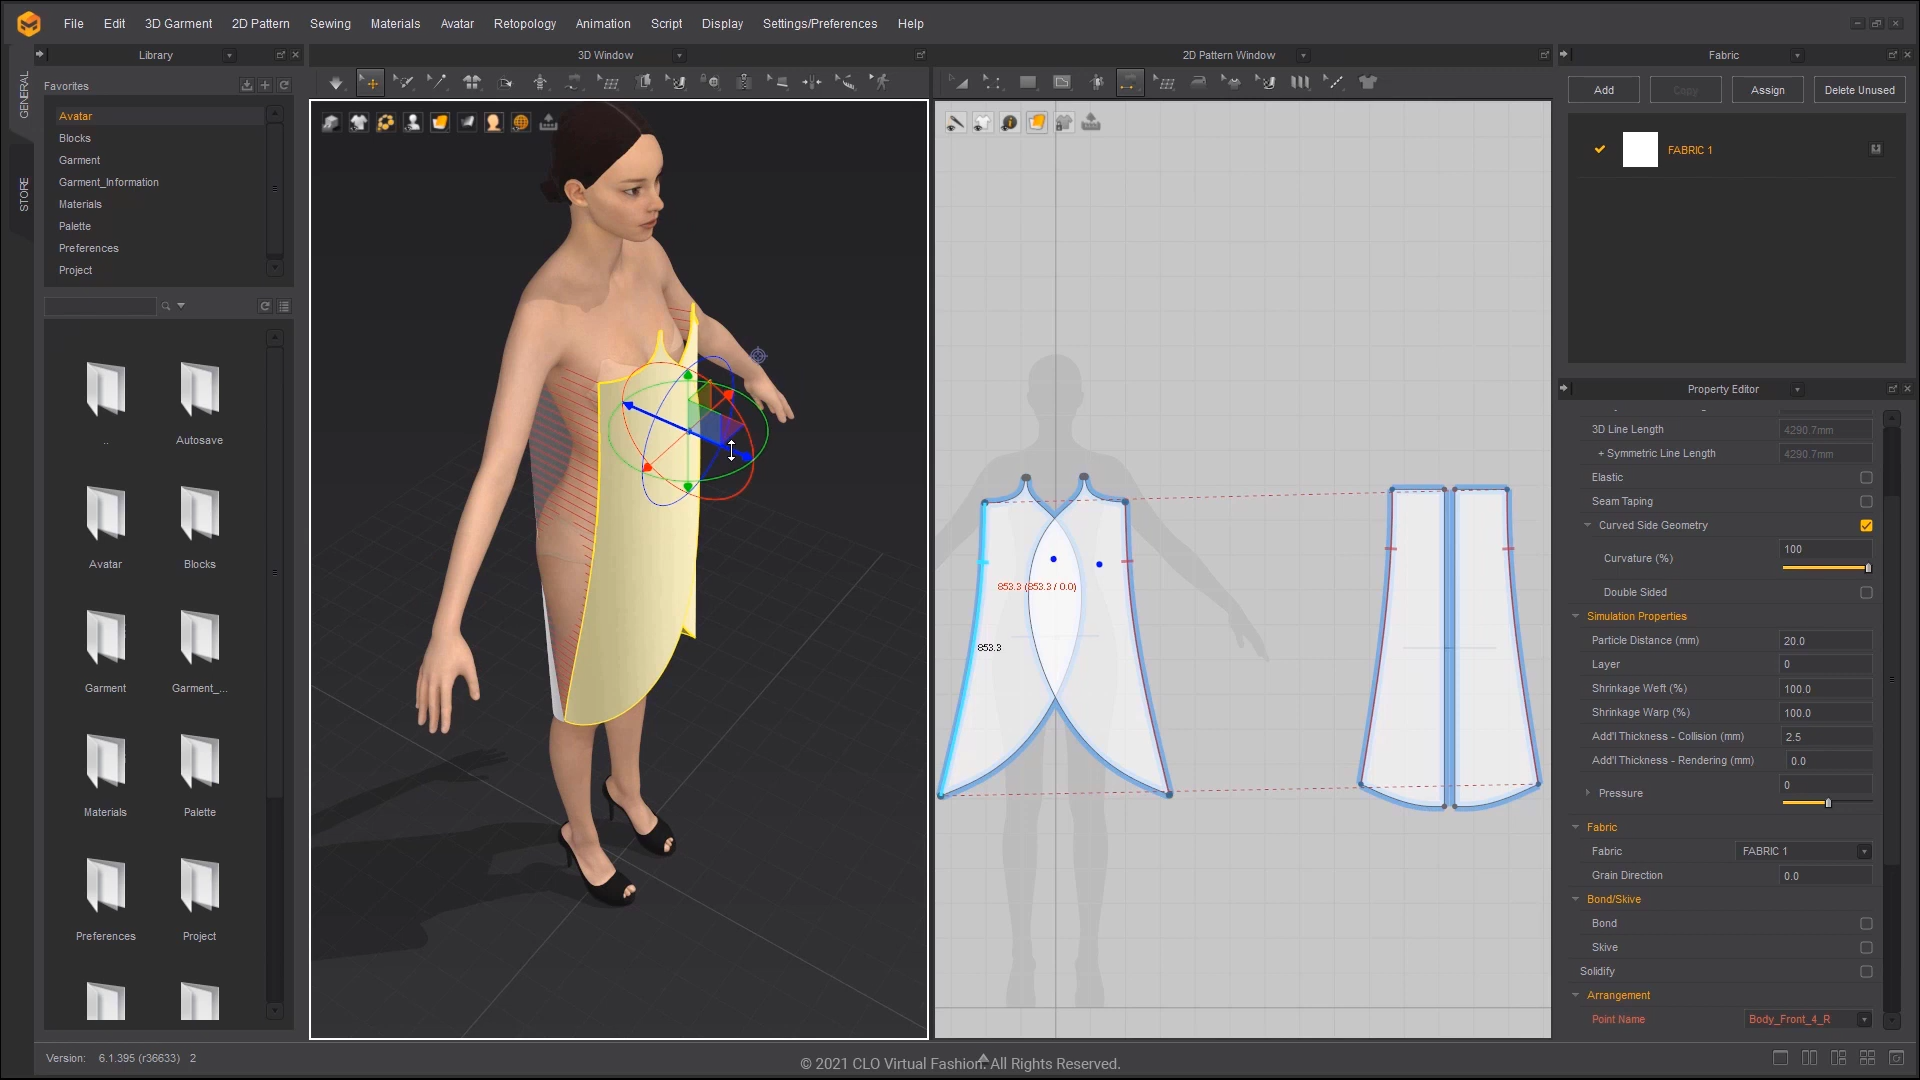 File Edit 3D Garment 2D Pattern Sewing Materials Avatar Retopology Animation Script Display Settings/Preferences Help
Library
3D Window
2D Pattern Window
Fabric
GENERAL
STORE
Favorites
Avatar
Blocks
Garment
Garment_Information
Materials
Palette
Preferences
Project
..
Autosave
Avatar
Blocks
Garment
Garment_...
Materials
Palette
Preferences
Project
853.3 (853.3 / 0.0)
853.3
Add Copy Assign Delete Unused
FABRIC 1
Property Editor
3D Line Length 4290.7mm
+ Symmetric Line Length 4290.7mm
Elastic
Seam Taping
Curved Side Geometry
Curvature (%) 100
Double Sided
Simulation Properties
Particle Distance (mm) 20.0
Layer 0
Shrinkage Weft (%) 100.0
Shrinkage Warp (%) 100.0
Add'l Thickness - Collision (mm) 2.5
Add'l Thickness - Rendering (mm) 0.0
Pressure 0
Fabric
Fabric FABRIC 1
Grain Direction 0.0
Bond/Skive
Bond
Skive
Solidify
Arrangement
Point Name Body_Front_4_R
Version: 6.1.395 (r36633) 2
© 2021 CLO Virtual Fashion. All Rights Reserved.